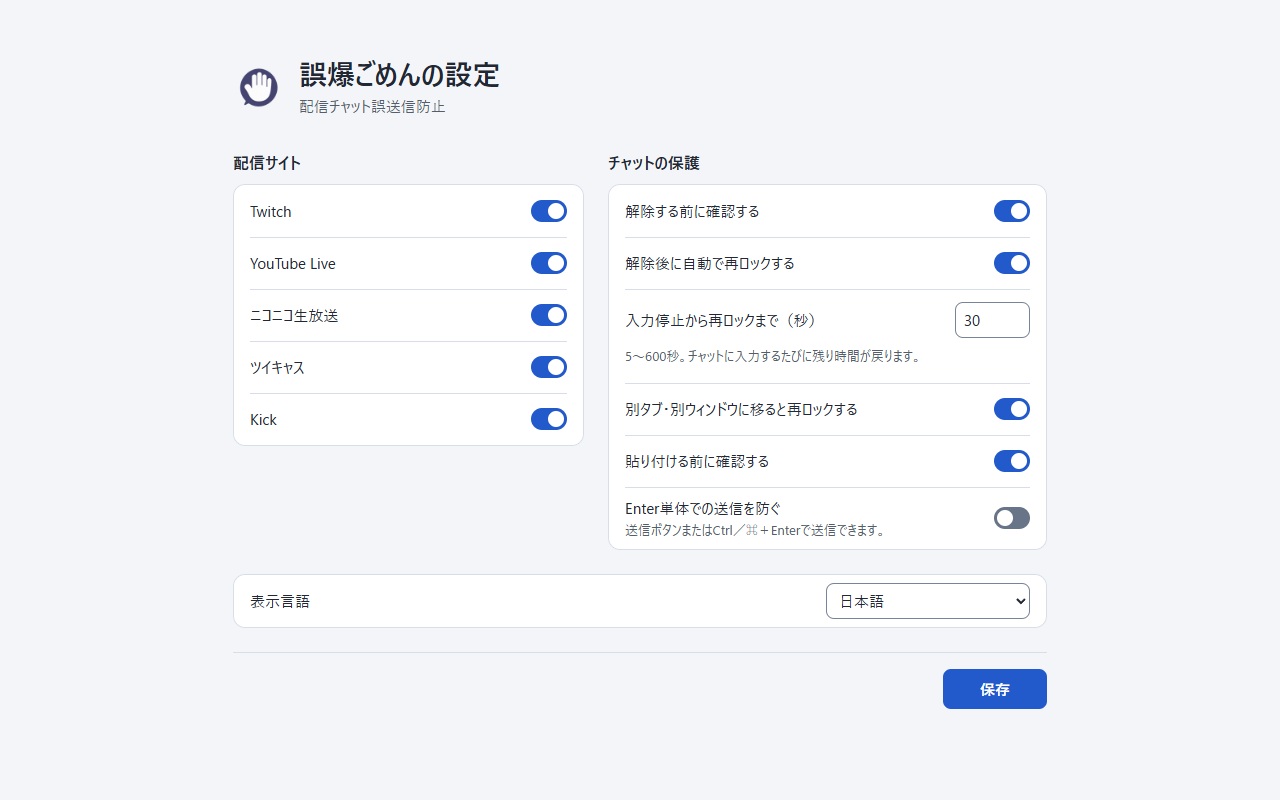 誤爆ごめんの設定
配信チャット誤送信防止
配信サイト
Twitch
YouTube Live
ニコニコ生放送
ツイキャス
Kick
チャットの保護
解除する前に確認する
解除後に自動で再ロックする
入力停止から再ロックまで（秒）
30
5〜600秒。チャットに入力するたびに残り時間が戻ります。
別タブ・別ウィンドウに移ると再ロックする
貼り付ける前に確認する
Enter単体での送信を防ぐ
送信ボタンまたはCtrl／⌘＋Enterで送信できます。
表示言語
日本語
保存